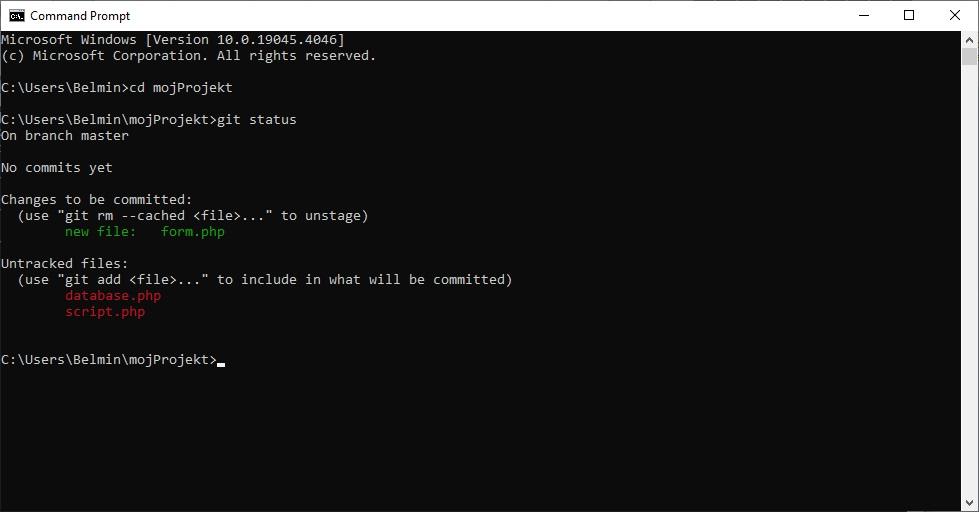 Command Prompt
Microsoft Windows [Version 10.0.19045.4046]
(c) Microsoft Corporation. All rights reserved.
C:\Users\Belmin>cd mojProjekt
C:\Users\Belmin\mojProjekt>git status
On branch master
No commits yet
Changes to be committed:
  (use "git rm --cached <file>..." to unstage)
        new file:   form.php
Untracked files:
  (use "git add <file>..." to include in what will be committed)
        database.php
        script.php
C:\Users\Belmin\mojProjekt>